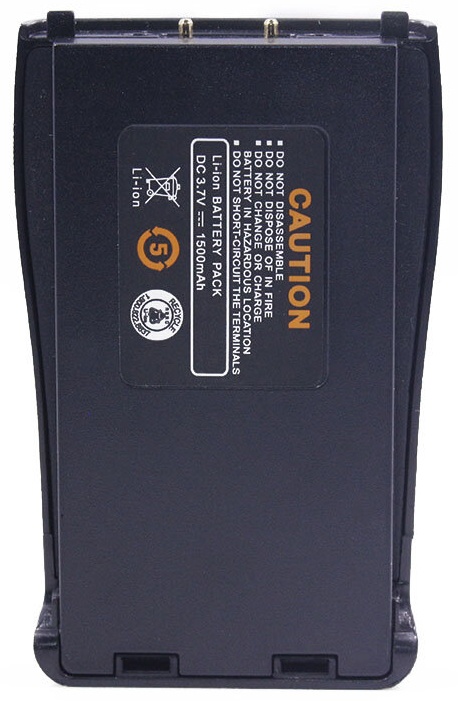 CAUTION
DO NOT DISASSEMBLE
DO NOT DISPOSE OF IN FIRE
DO NOT CHANGE OR CHARGE
BATTERY IN HAZARDOUS LOCATION
DO NOT SHORT-CIRCUIT THE TERMINALS
Li-ion BATTERY PACK
DC 3.7V ⎓ 1500mAh
Li-ion
5
RECYCLE